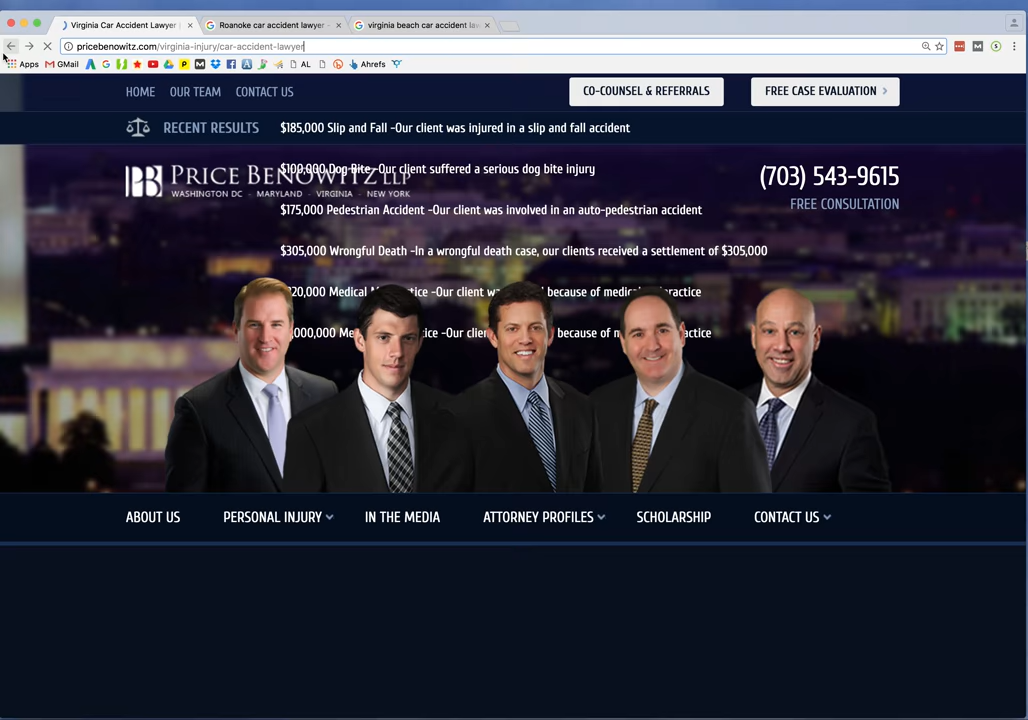 Virginia Car Accident Lawyer |
Roanoke car accident lawyer -
virginia beach car accident la
pricebenowitz.com/virginia-injury/car-accident-lawyer
Apps
GMail
AL
Ahrefs
HOME
OUR TEAM
CONTACT US
CO-COUNSEL & REFERRALS
FREE CASE EVALUATION
RECENT RESULTS
$185,000 Slip and Fall -Our client was injured in a slip and fall accident
$100,000 Dog Bite -Our client suffered a serious dog bite injury
PRICE BENOWITZ LLP
WASHINGTON DC - MARYLAND - VIRGINIA - NEW YORK
(703) 543-9615
FREE CONSULTATION
$175,000 Pedestrian Accident -Our client was involved in an auto-pedestrian accident
$305,000 Wrongful Death -In a wrongful death case, our clients received a settlement of $305,000
20,000 Medical M tice -Our client w because of medic
,000,000 Me tice -Our clien because of
ABOUT US
PERSONAL INJURY
IN THE MEDIA
ATTORNEY PROFILES
SCHOLARSHIP
CONTACT US